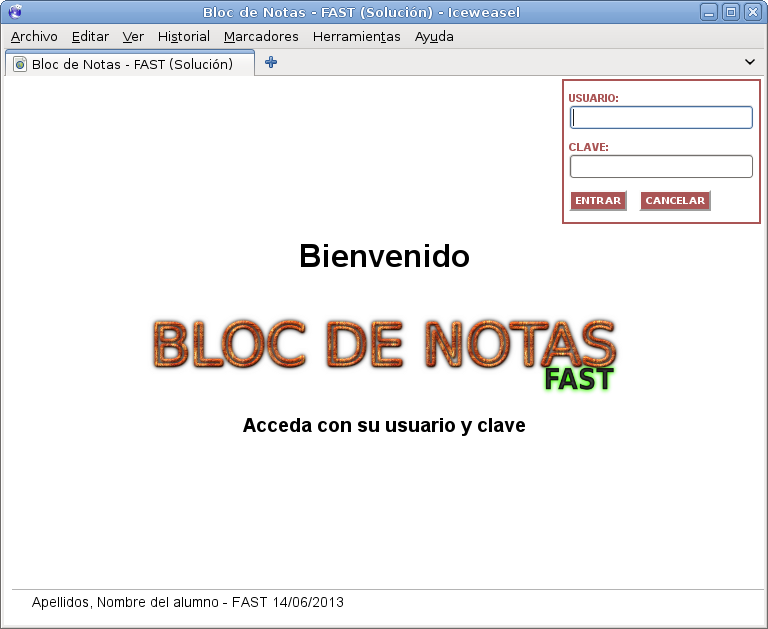 Bloc de Notas - FAST (Solución) - Iceweasel
Archivo Editar Ver Historial Marcadores Herramientas Ayuda
Bloc de Notas - FAST (Solución)
USUARIO:
CLAVE:
ENTRAR CANCELAR
Bienvenido
BLOC DE NOTAS
FAST
Acceda con su usuario y clave
Apellidos, Nombre del alumno - FAST 14/06/2013